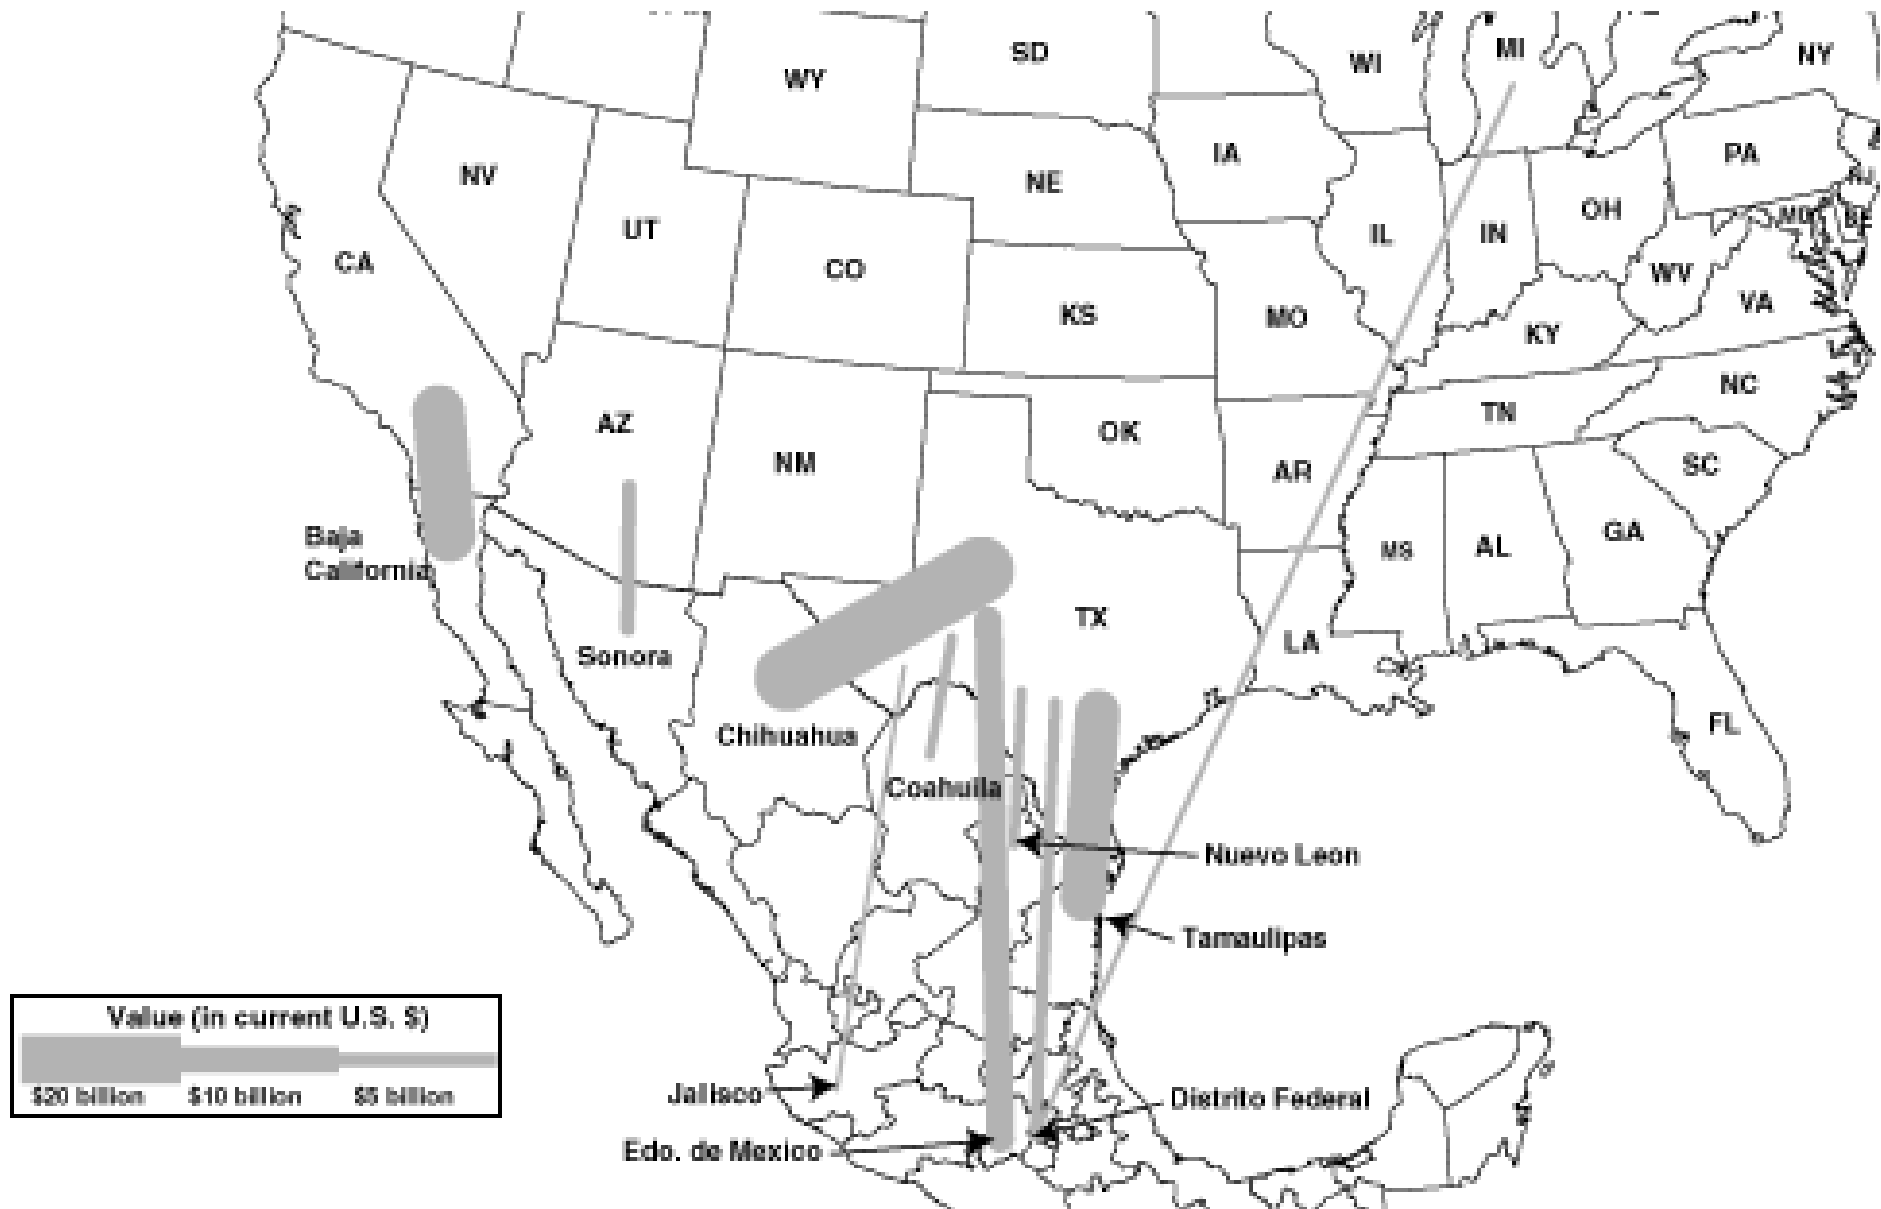 SD
WI
MI
NY
WY
IA
PA
NV
NE
NJ
OH
MD
UT
IL
IN
CA
CO
WV
VA
KS
MO
KY
NC
AZ
TN
OK
NM
AR
SC
Baja
California
MS
AL
GA
TX
LA
Sonora
FL
Chihuahua
Coahuila
Nuevo Leon
Tamaulipas
Value (in current U.S. $)
$20 billion $10 billion $5 billion
Jalisco
Distrito Federal
Edo. de Mexico